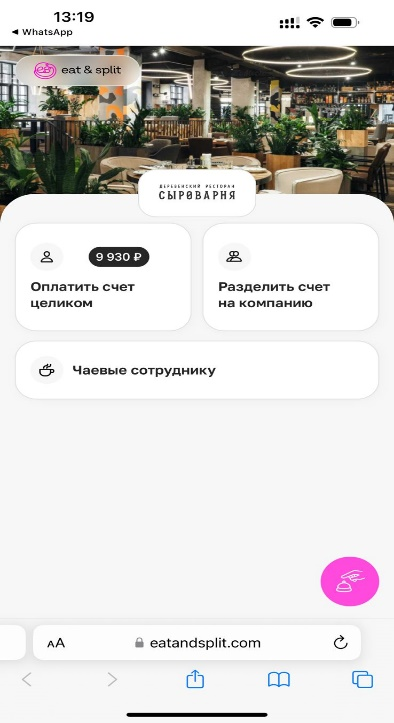 13:19
WhatsApp
eat & split
ДЕРЕВЕНСКИЙ РЕСТОРАН
СЫРОВАРНЯ
9 930 ₽
Оплатить счет
целиком
Разделить счет
на компанию
Чаевые сотруднику
AA
eatandsplit.com